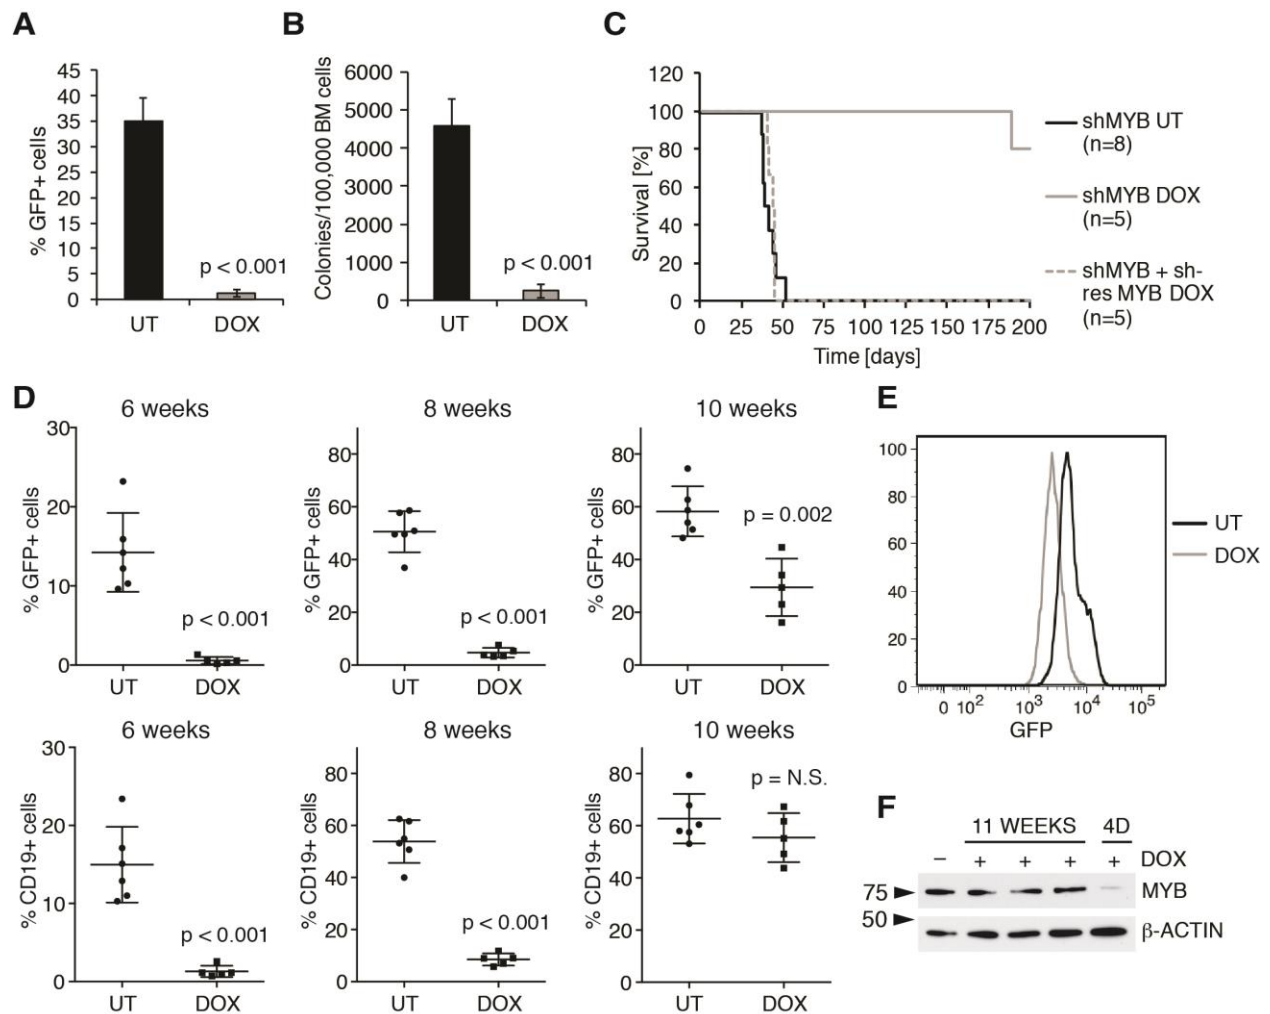 A
% GFP+ cells
45
40
35
30
25
20
15
10
5
0
p < 0.001
UT
DOX
B
Colonies/100,000 BM cells
6000
5000
4000
3000
2000
1000
0
p < 0.001
UT
DOX
C
Survival [%]
120
100
80
60
40
20
0
0 25 50 75 100 125 150 175 200
Time [days]
shMYB UT
(n=8)
shMYB DOX
(n=5)
shMYB + sh-
res MYB DOX
(n=5)
D
6 weeks
% GFP+ cells
30
20
10
0
p < 0.001
UT
DOX
8 weeks
% GFP+ cells
80
60
40
20
0
p < 0.001
UT
DOX
10 weeks
% GFP+ cells
80
60
40
20
0
p = 0.002
UT
DOX
6 weeks
% CD19+ cells
30
20
10
0
p < 0.001
UT
DOX
8 weeks
% CD19+ cells
80
60
40
20
0
p < 0.001
UT
DOX
10 weeks
% CD19+ cells
80
60
40
20
0
p = N.S.
UT
DOX
E
100
80
60
40
20
0
0 10² 10³ 10⁴ 10⁵
GFP
UT
DOX
F
11 WEEKS 4D
– + + + + DOX
75 MYB
50
β-ACTIN